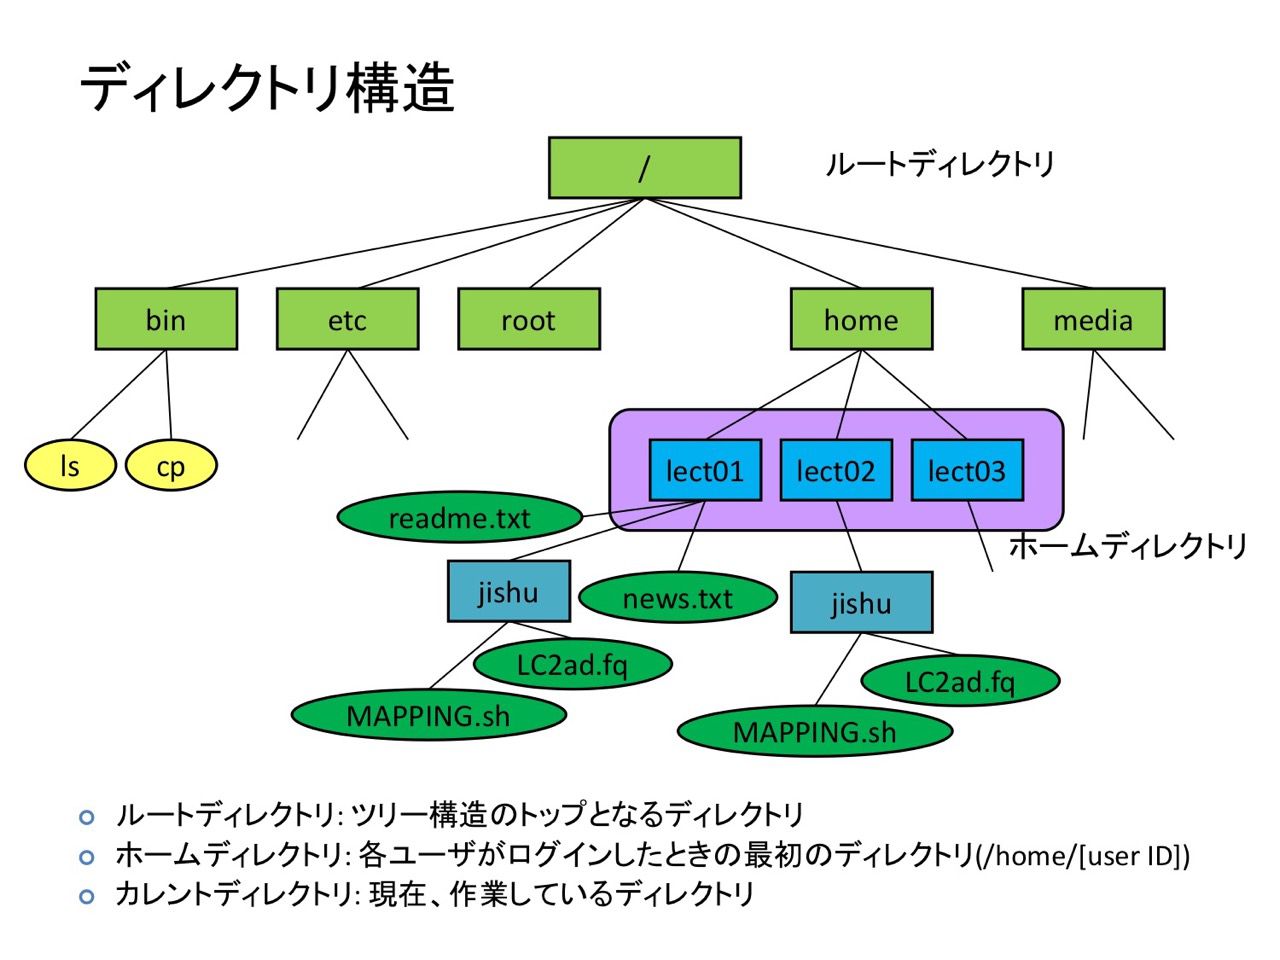 ディレクトリ構造
/
ルートディレクトリ
bin
etc
root
home
media
ls
cp
lect01
lect02
lect03
readme.txt
ホームディレクトリ
jishu
news.txt
jishu
LC2ad.fq
LC2ad.fq
MAPPING.sh
MAPPING.sh
ルートディレクトリ: ツリー構造のトップとなるディレクトリ
ホームディレクトリ: 各ユーザがログインしたときの最初のディレクトリ(/home/[user ID])
カレントディレクトリ: 現在、作業しているディレクトリ